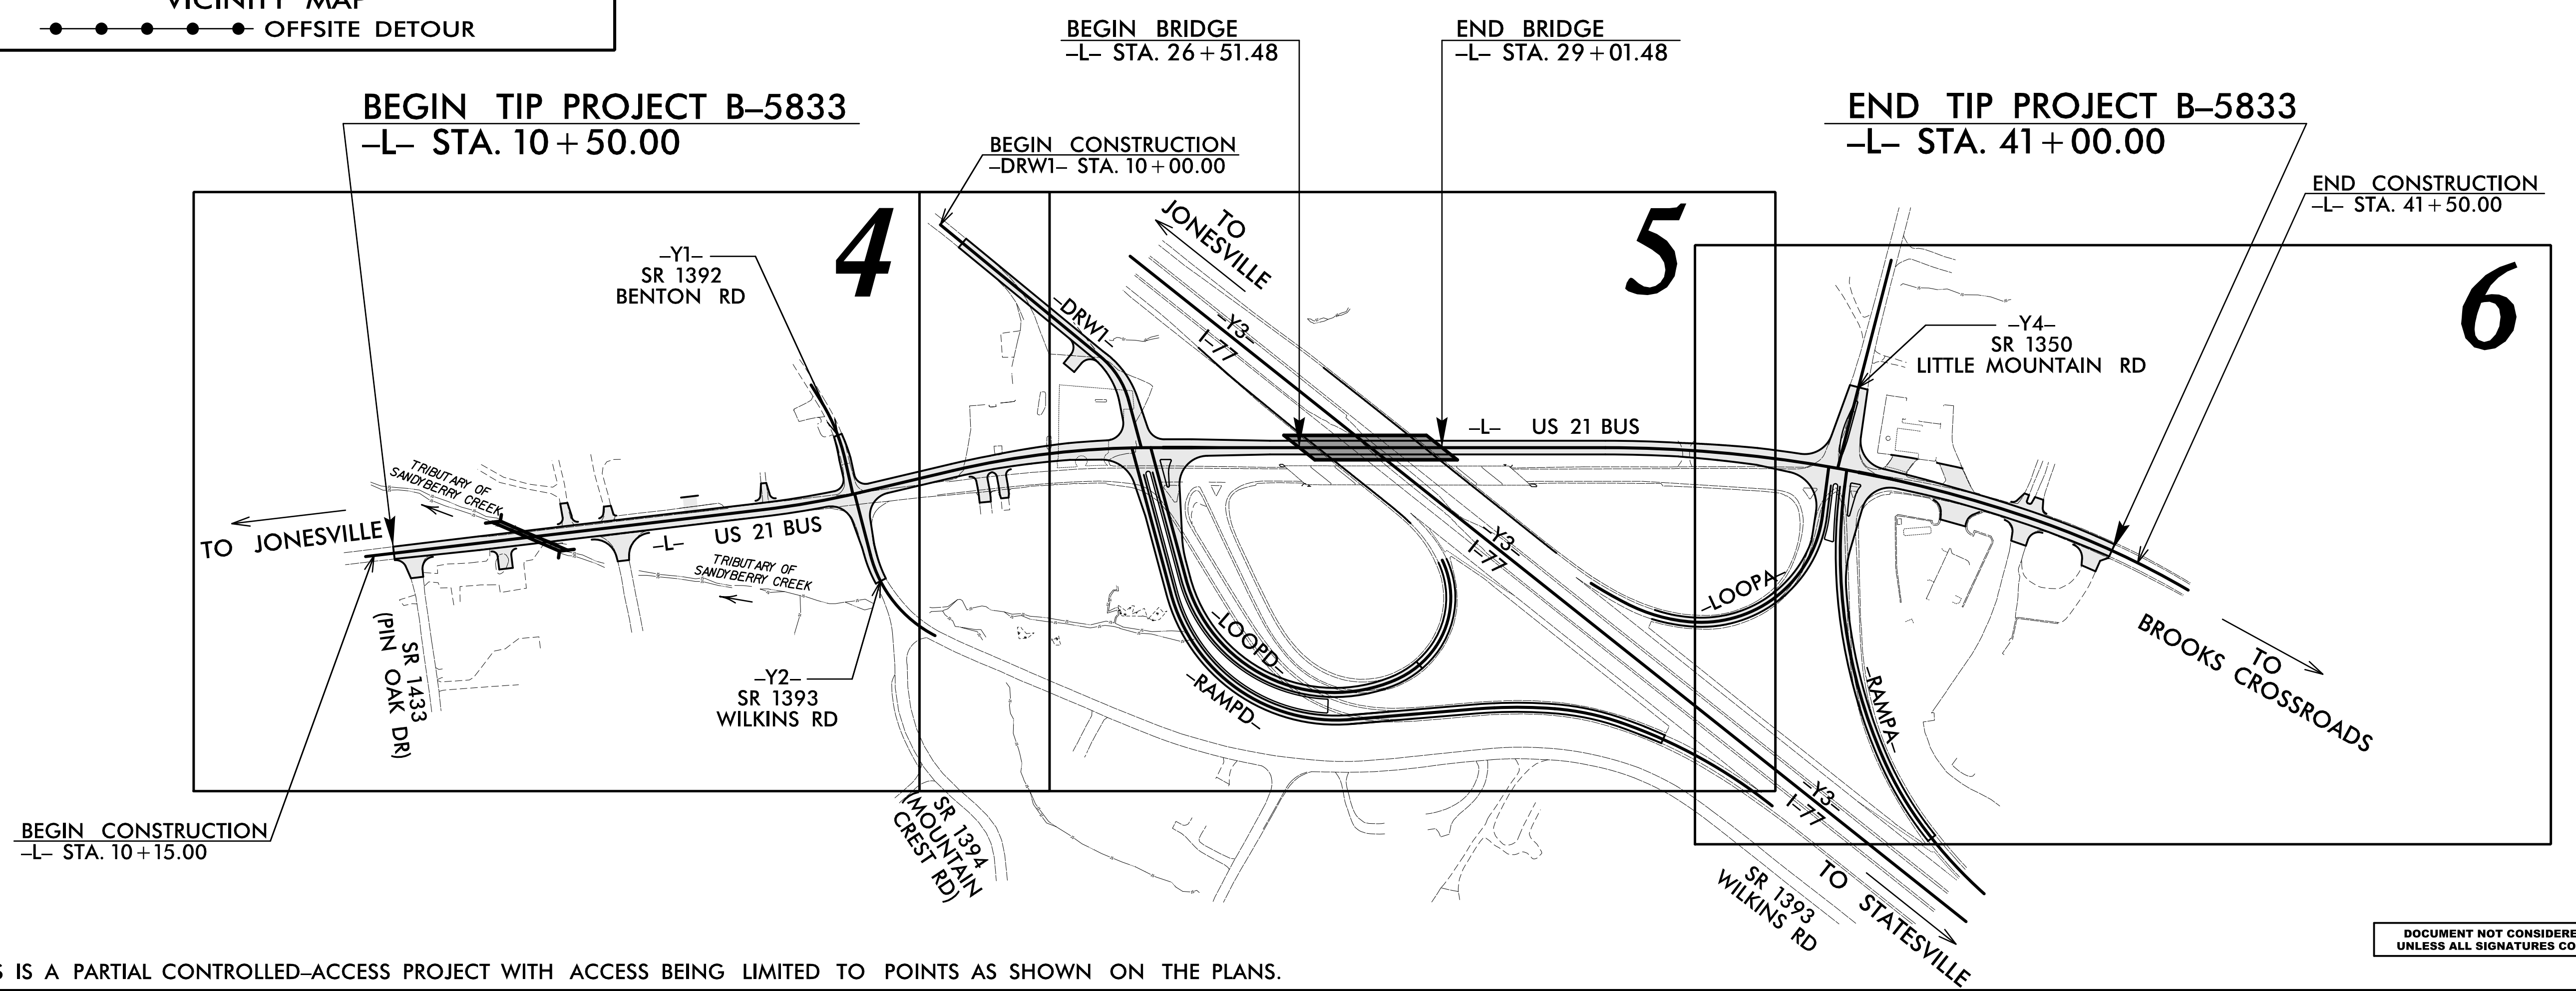 VICINITY MAP
OFFSITE DETOUR
BEGIN BRIDGE
–L– STA. 26+51.48
END BRIDGE
–L– STA. 29+01.48
BEGIN TIP PROJECT B–5833
–L– STA. 10+50.00
END TIP PROJECT B–5833
–L– STA. 41+00.00
BEGIN CONSTRUCTION
–DRW1– STA. 10+00.00
END CONSTRUCTION
–L– STA. 41+50.00
4
5
6
TO
JONESVILLE
–Y1–
SR 1392
BENTON RD
–DRW1–
–Y3–
I–77
–Y4–
SR 1350
LITTLE MOUNTAIN RD
–L– US 21 BUS
TRIBUTARY OF
SANDYBERRY CREEK
TO JONESVILLE
–L– US 21 BUS
TRIBUTARY OF
SANDYBERRY CREEK
–Y3–
I–77
–LOOPA–
–LOOPD–
–RAMPD–
–RAMPA–
SR 1433
(PIN OAK DR)
–Y2–
SR 1393
WILKINS RD
TO
BROOKS CROSSROADS
–Y3–
I–77
BEGIN CONSTRUCTION
–L– STA. 10+15.00
SR 1394
(MOUNTAIN
CREST RD)
SR 1393
WILKINS RD
TO STATESVILLE
DOCUMENT NOT CONSIDERE
UNLESS ALL SIGNATURES CO
S IS A PARTIAL CONTROLLED–ACCESS PROJECT WITH ACCESS BEING LIMITED TO POINTS AS SHOWN ON THE PLANS.